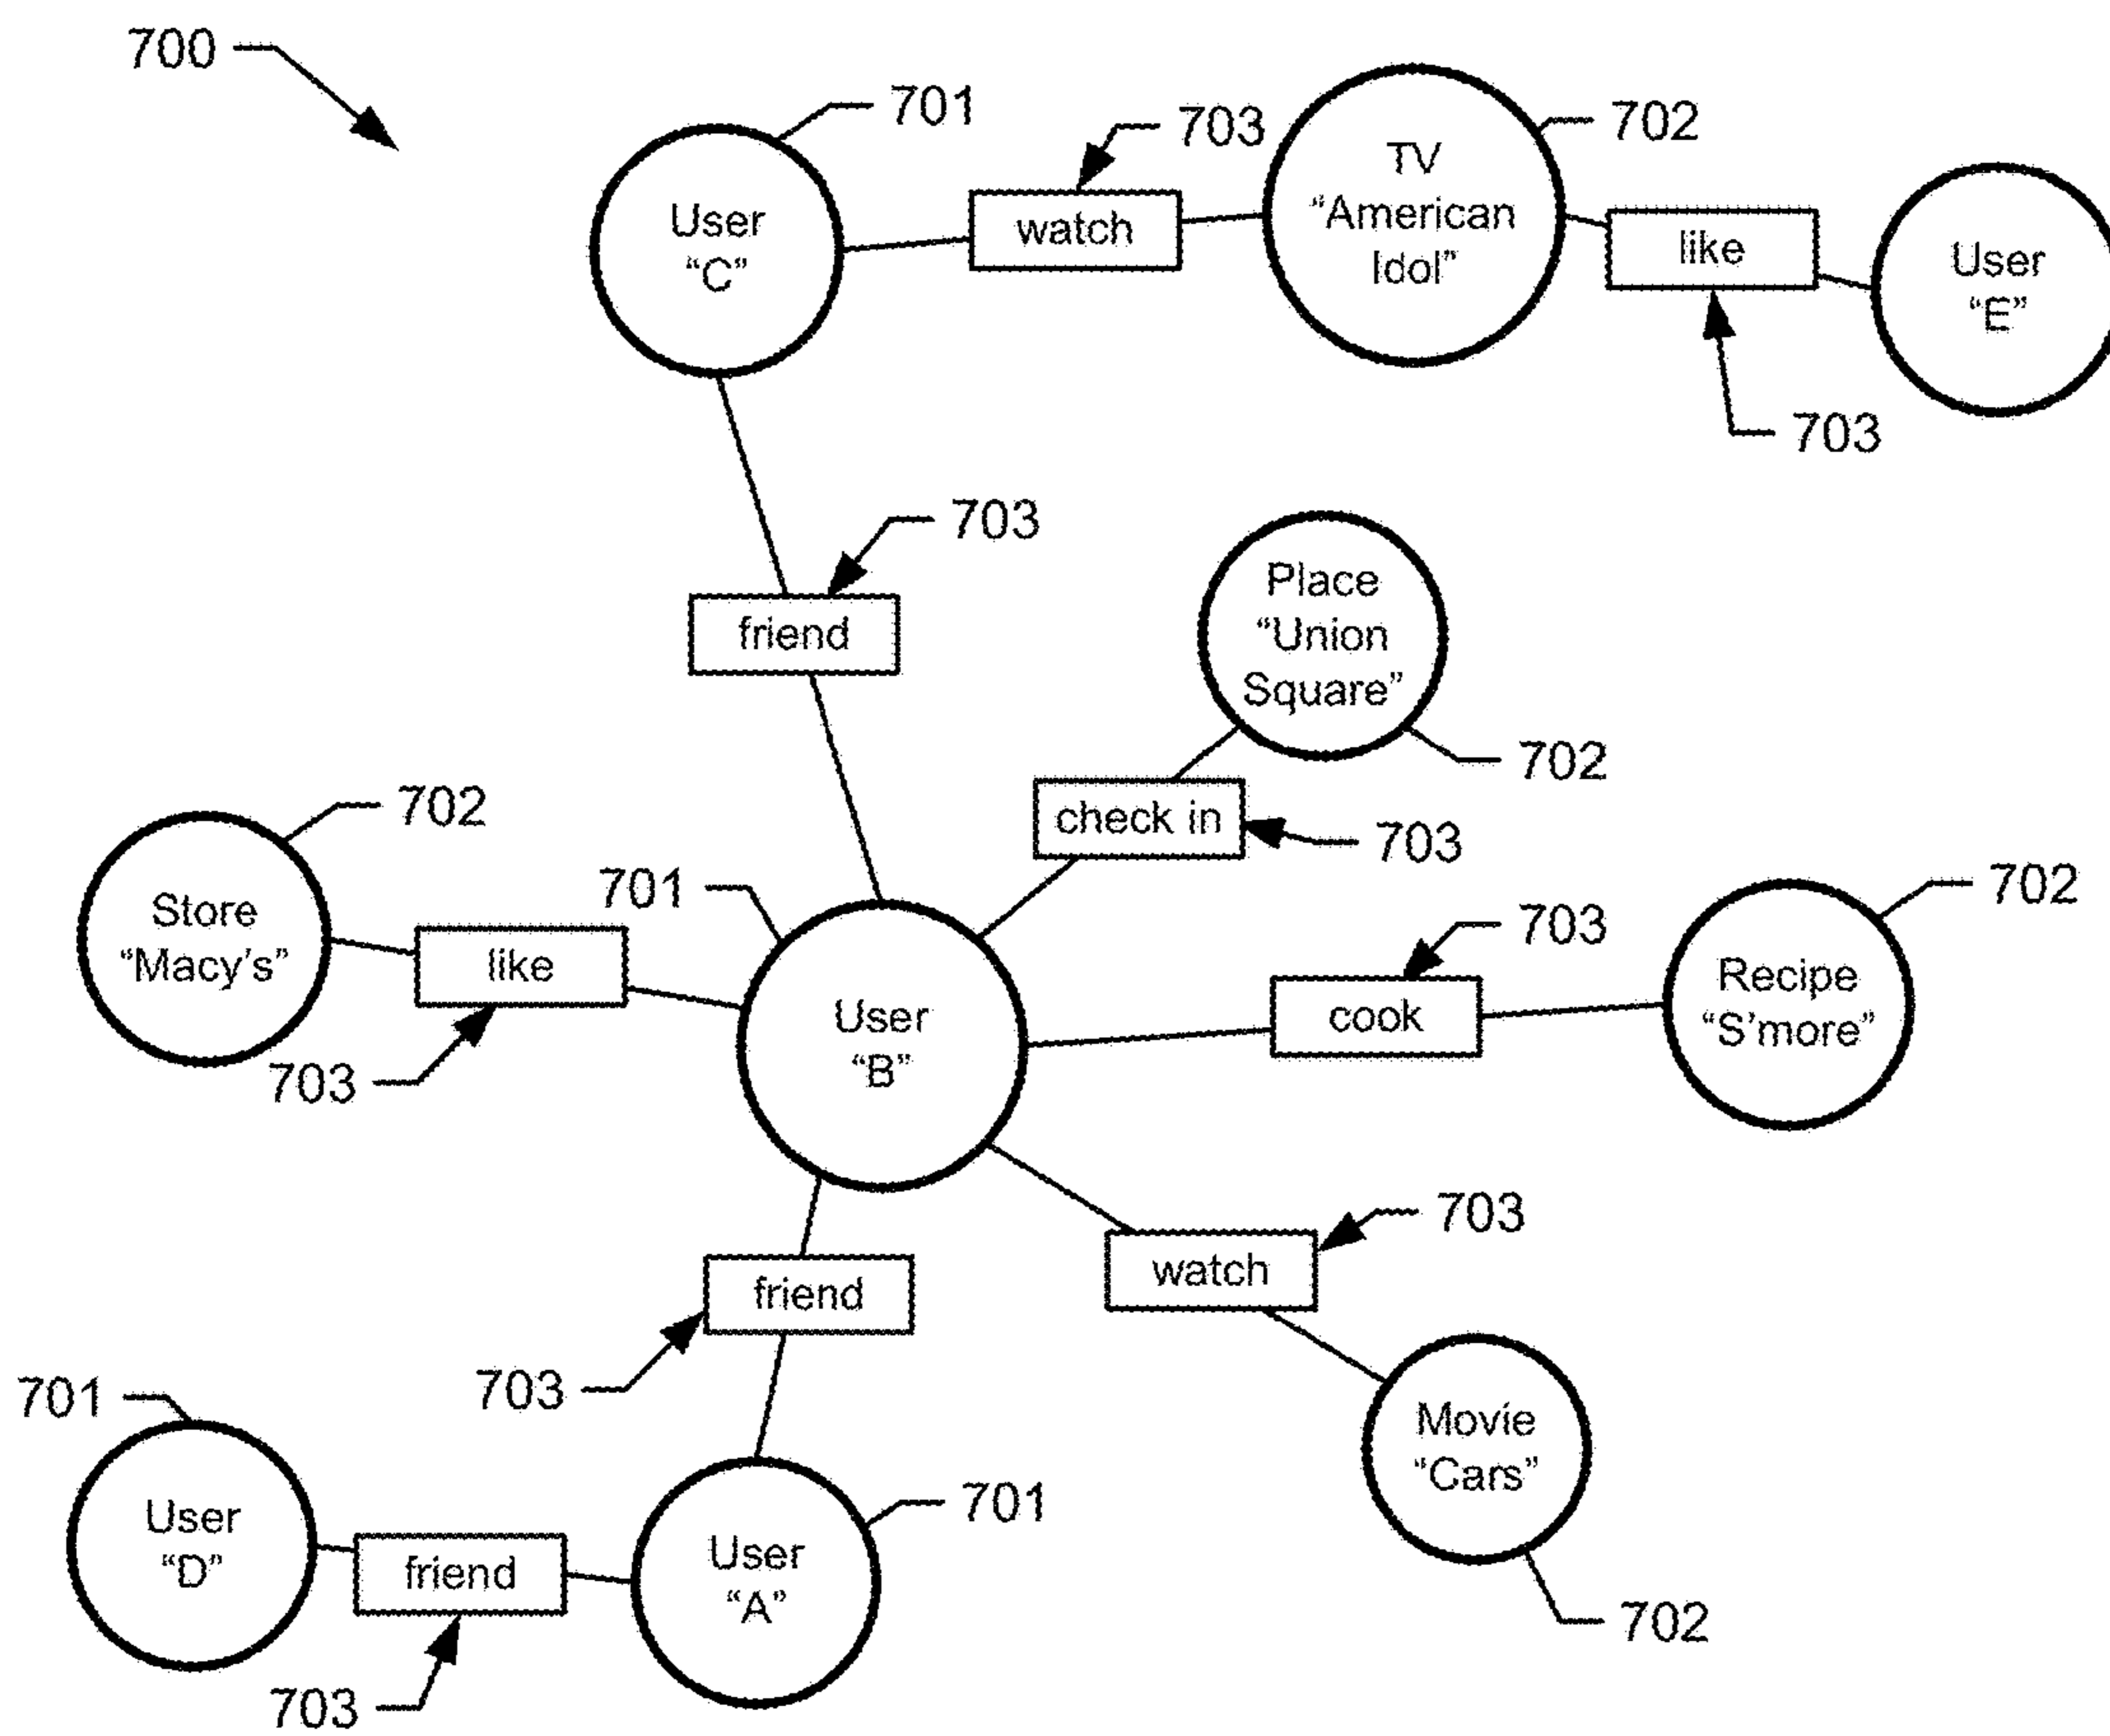 700
701
703
702
User
“C”
watch
TV
“American
Idol”
like
User
“E”
703
703
friend
Place
“Union
Square”
702
check in
703
702
Store
“Macy's”
like
703
701
User
“B”
703
cook
702
Recipe
“S'more”
friend
703
watch
703
Movie
“Cars”
702
701
User
“D”
friend
703
User
“A”
701